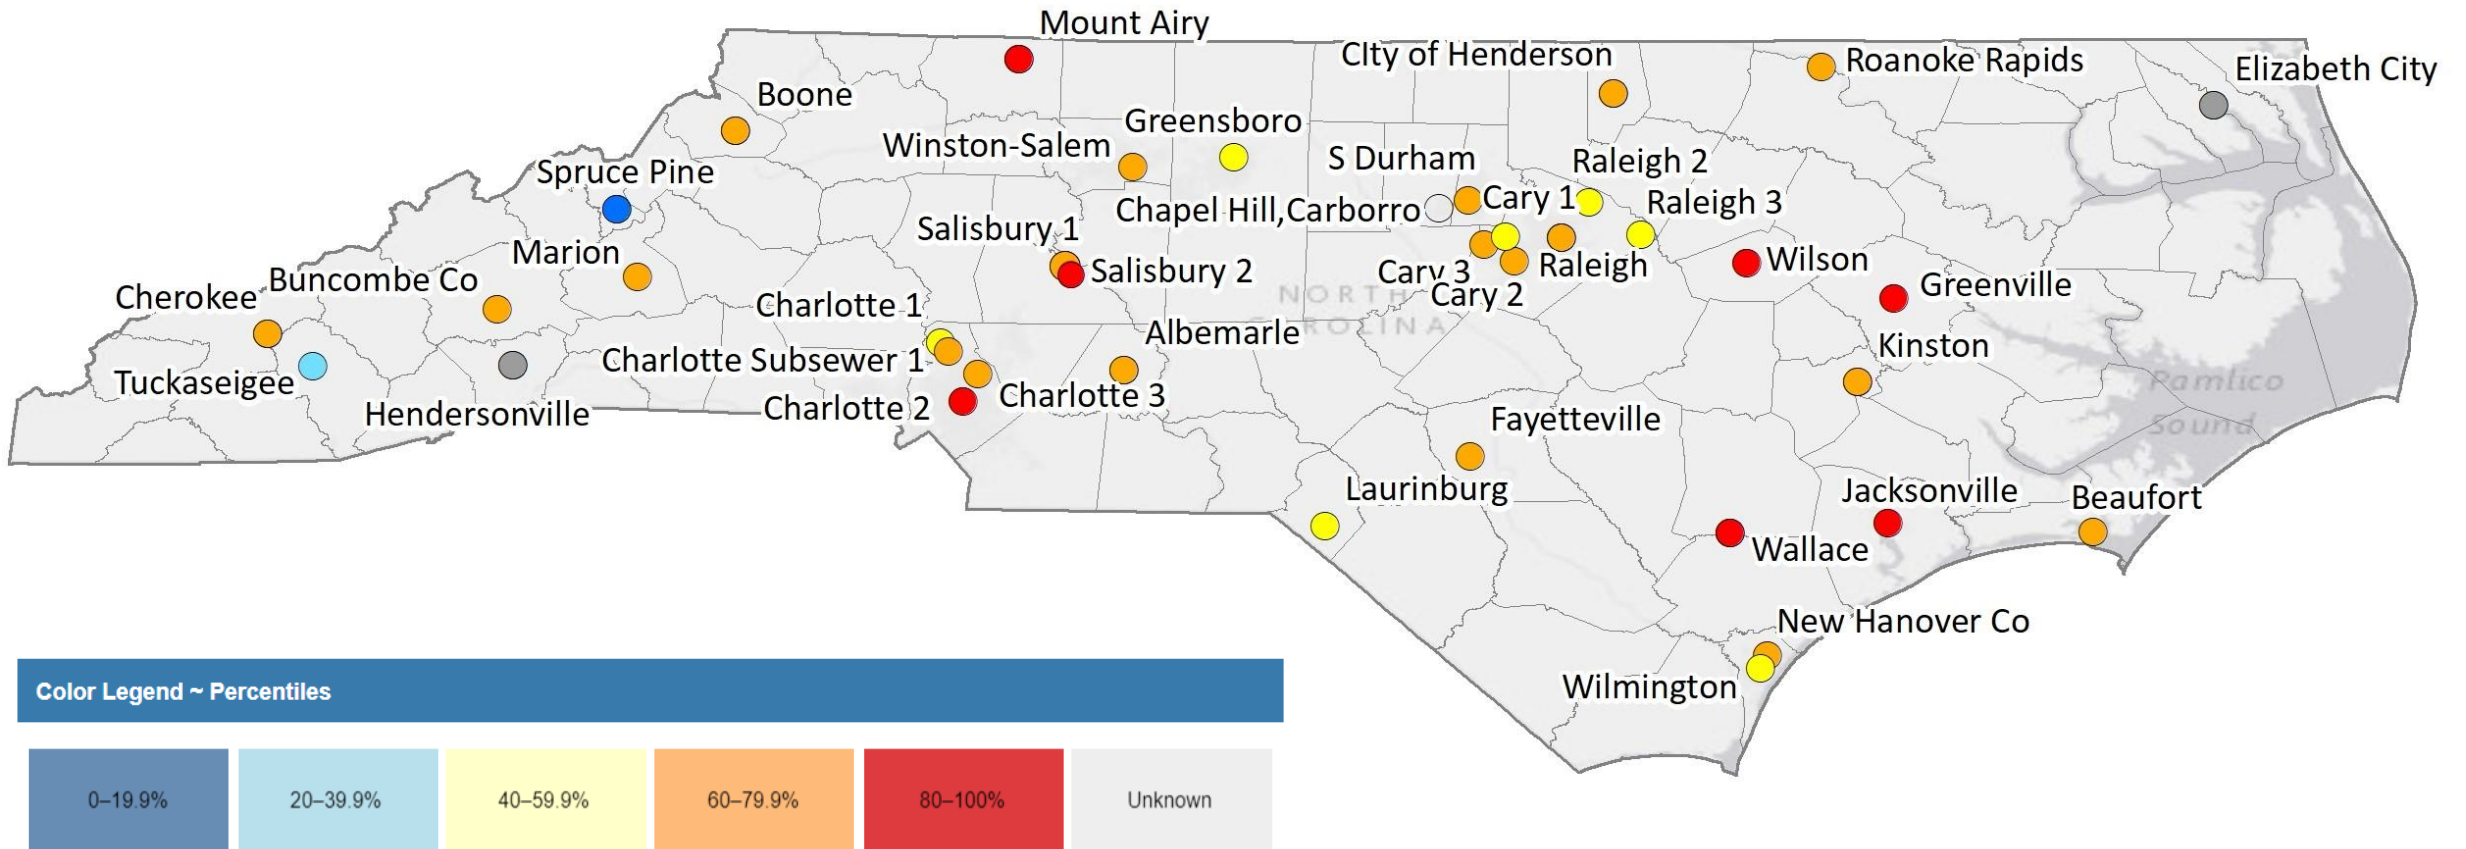 Mount Airy
CIty of Henderson
Roanoke Rapids
Elizabeth City
Boone
Greensboro
Winston-Salem
S Durham
Raleigh 2
Spruce Pine
Chapel Hill,Carborro
Cary 1
Raleigh 3
Salisbury 1
Marion
Salisbury 2
Cary 3
Raleigh
Wilson
Buncombe Co
Cherokee
Cary 2
Greenville
NORTH
CAROLINA
Charlotte 1
Albemarle
Kinston
Charlotte Subsewer 1
Tuckaseigee
Pamlico
Sound
Charlotte 3
Charlotte 2
Hendersonville
Fayetteville
Laurinburg
Jacksonville
Beaufort
Wallace
New Hanover Co
Wilmington
Color Legend ~ Percentiles
0–19.9%
20–39.9%
40–59.9%
60–79.9%
80–100%
Unknown